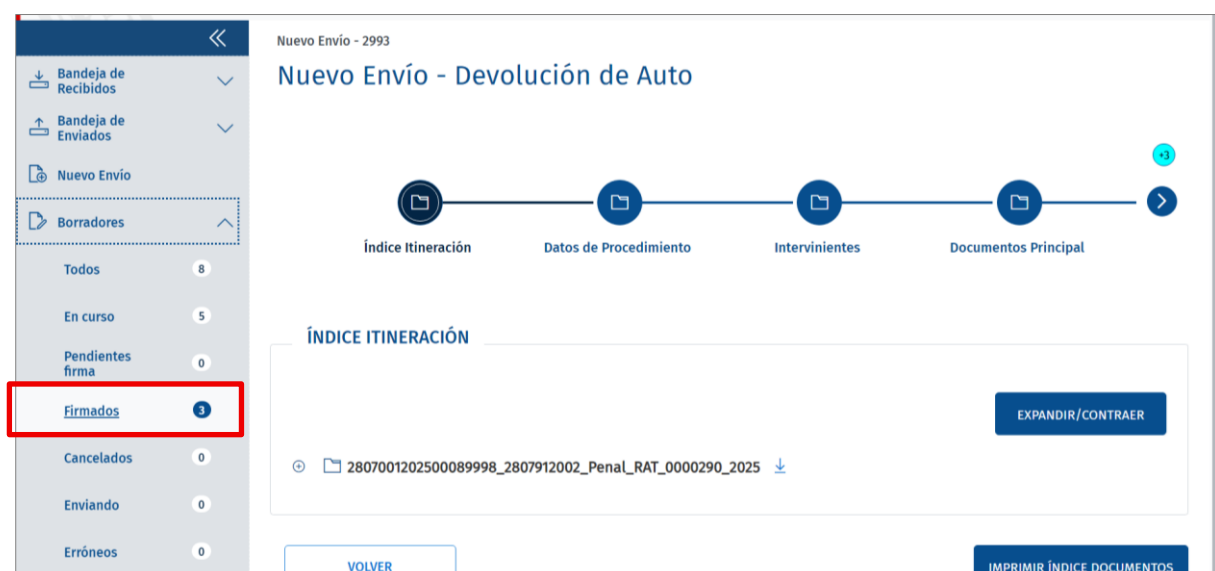 Nuevo Envío - 2993
Nuevo Envío - Devolución de Auto
Bandeja de
Recibidos
Bandeja de
Enviados
Nuevo Envío
Borradores
Todos 8
En curso 5
Pendientes
firma 0
Firmados 3
Cancelados 0
Enviando 0
Erróneos 0
+3
Índice Itineración
Datos de Procedimiento
Intervinientes
Documentos Principal
ÍNDICE ITINERACIÓN
EXPANDIR/CONTRAER
2807001202500089998_2807912002_Penal_RAT_0000290_2025
VOLVER
IMPRIMIR ÍNDICE DOCUMENTOS